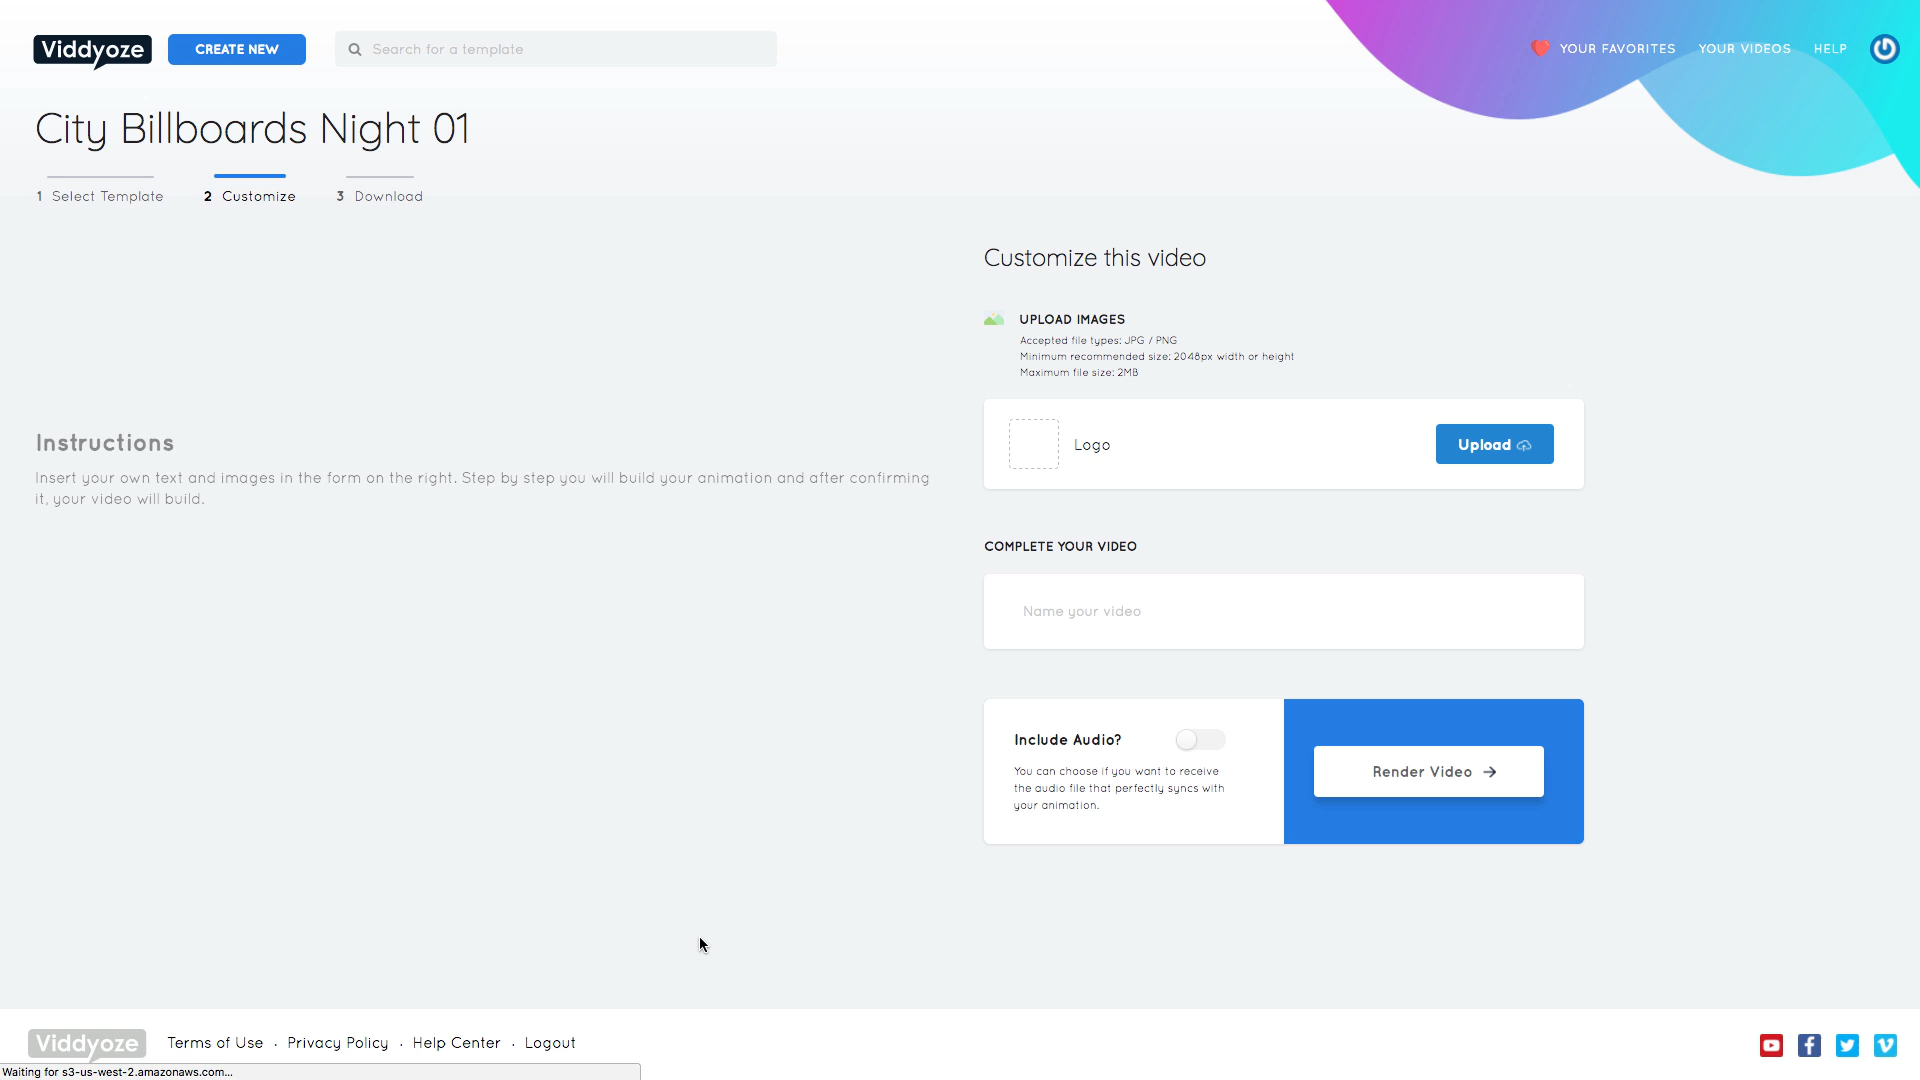 Viddyoze
CREATE NEW
Search for a template
YOUR FAVORITES
YOUR VIDEOS
HELP
City Billboards Night 01
1 Select Template
2 Customize
3 Download
Customize this video
UPLOAD IMAGES
Accepted file types: JPG / PNG
Minimum recommended size: 2048px width or height
Maximum file size: 2MB
Logo
Upload
Instructions
Insert your own text and images in the form on the right. Step by step you will build your animation and after confirming
it, your video will build.
COMPLETE YOUR VIDEO
Name your video
Include Audio?
You can choose if you want to receive
the audio file that perfectly syncs with
your animation.
Render Video
Viddyoze
Terms of Use . Privacy Policy . Help Center . Logout
Waiting for s3-us-west-2.amazonaws.com...